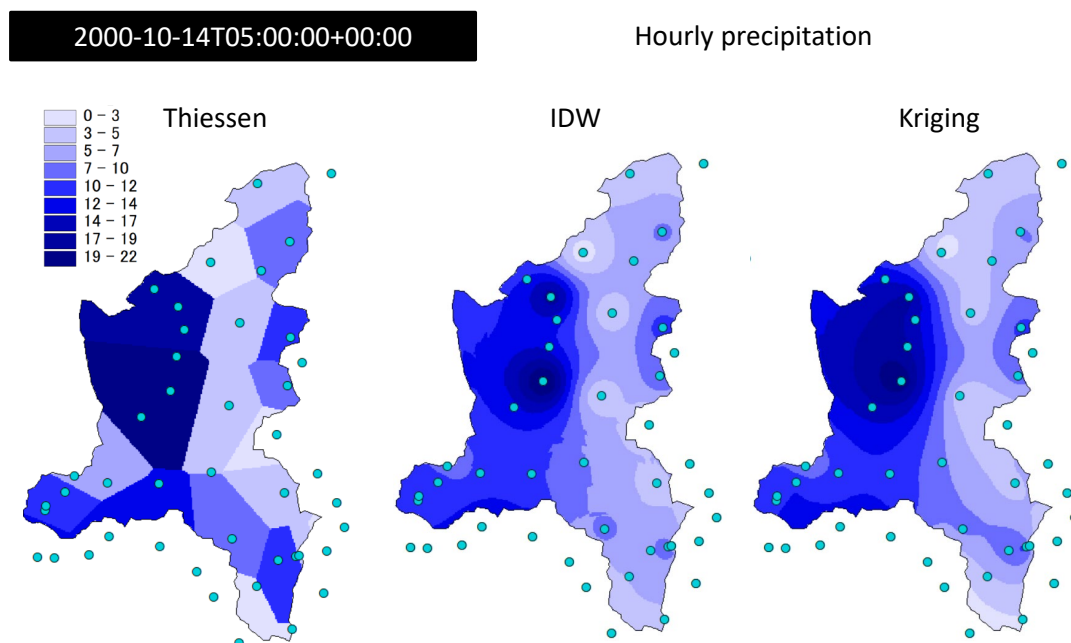 2000-10-14T05:00:00+00:00
Hourly precipitation
Thiessen
IDW
Kriging
0 - 3
3 - 5
5 - 7
7 - 10
10 - 12
12 - 14
14 - 17
17 - 19
19 - 22